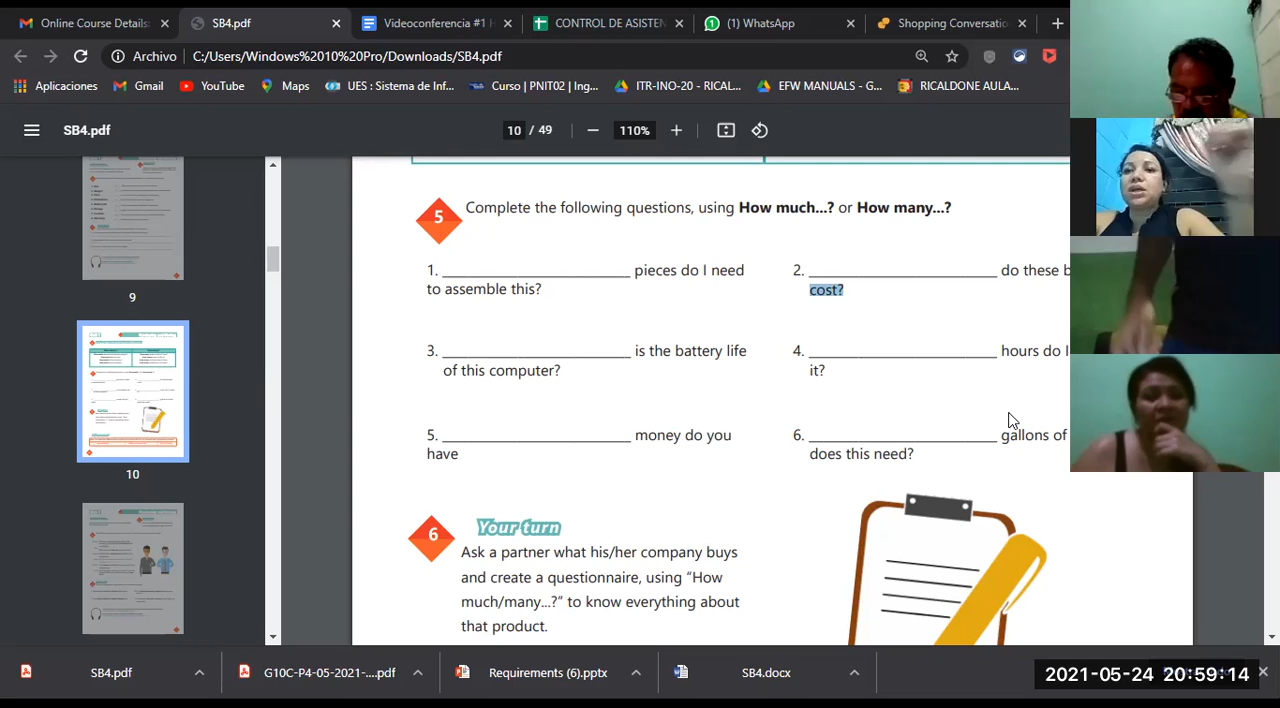 Online Course Details:
SB4.pdf
Videoconferencia #1 H
CONTROL DE ASISTEN
(1) WhatsApp
Shopping Conversatio
Archivo
C:/Users/Windows%2010%20Pro/Downloads/SB4.pdf
Aplicaciones
Gmail
YouTube
Maps
UES : Sistema de Inf...
Curso | PNIT02 | Ing...
ITR-INO-20 - RICAL...
EFW MANUALS - G...
RICALDONE AULA...
SB4.pdf
10 / 49
110%
9
10
5 Complete the following questions, using How much...? or How many...?
1. ______________________ pieces do I need
to assemble this?
2. ______________________ do these b
cost?
3. ______________________ is the battery life
of this computer?
4. ______________________ hours do I
it?
5. ______________________ money do you
have
6. ______________________ gallons of
does this need?
6 Your turn
Ask a partner what his/her company buys
and create a questionnaire, using “How
much/many...?” to know everything about
that product.
SB4.pdf
G10C-P4-05-2021-....pdf
Requirements (6).pptx
SB4.docx
2021-05-24 20:59:14